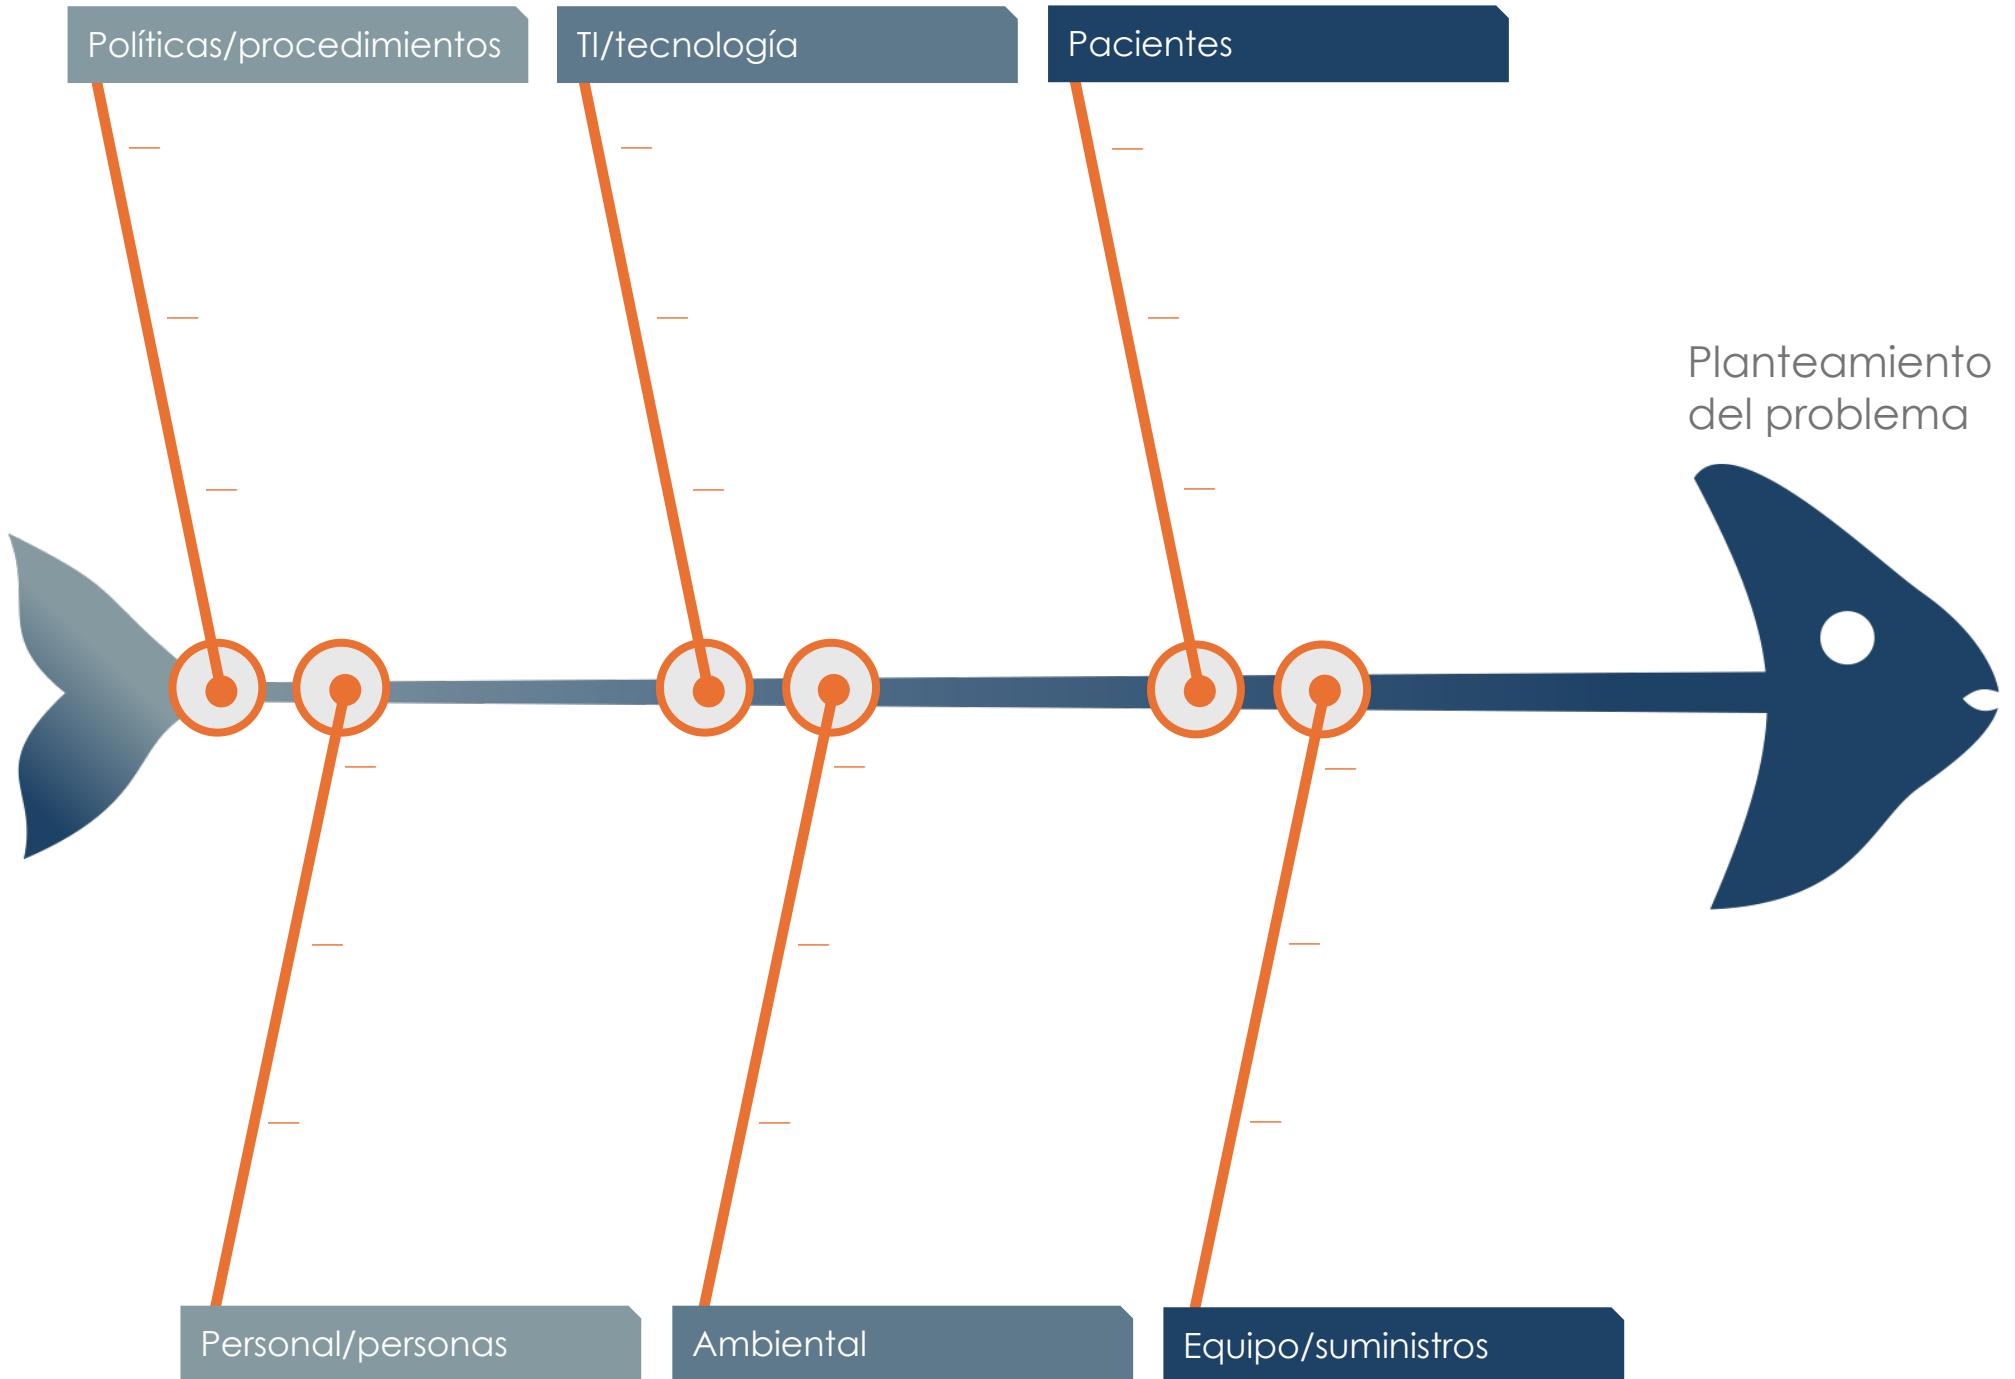 Políticas/procedimientos
TI/tecnología
Pacientes
Planteamiento
del problema
Personal/personas
Ambiental
Equipo/suministros